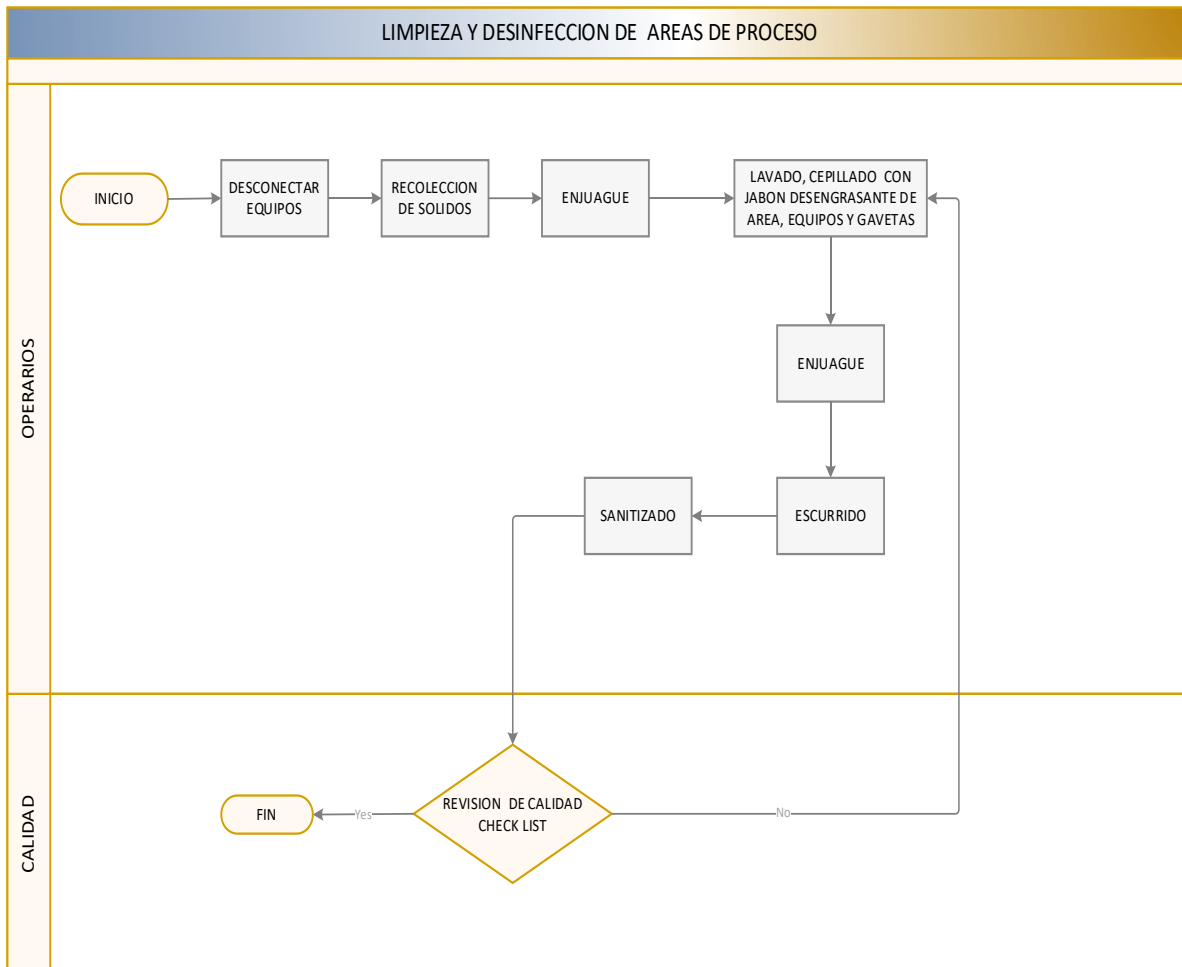 LIMPIEZA Y DESINFECCION DE AREAS DE PROCESO
OPERARIOS
INICIO
DESCONECTAR
EQUIPOS
RECOLECCION
DE SOLIDOS
ENJUAGUE
LAVADO, CEPILLADO CON
JABON DESENGRASANTE DE
AREA, EQUIPOS Y GAVETAS
ENJUAGUE
ESCURRIDO
SANITIZADO
CALIDAD
REVISION DE CALIDAD
CHECK LIST
Yes
No
FIN